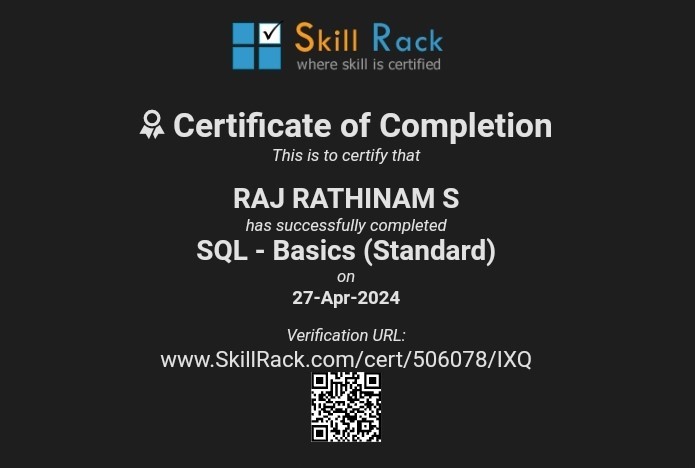 Skill Rack
where skill is certified
Certificate of Completion
This is to certify that
RAJ RATHINAM S
has successfully completed
SQL - Basics (Standard)
on
27-Apr-2024
Verification URL:
www.SkillRack.com/cert/506078/IXQ